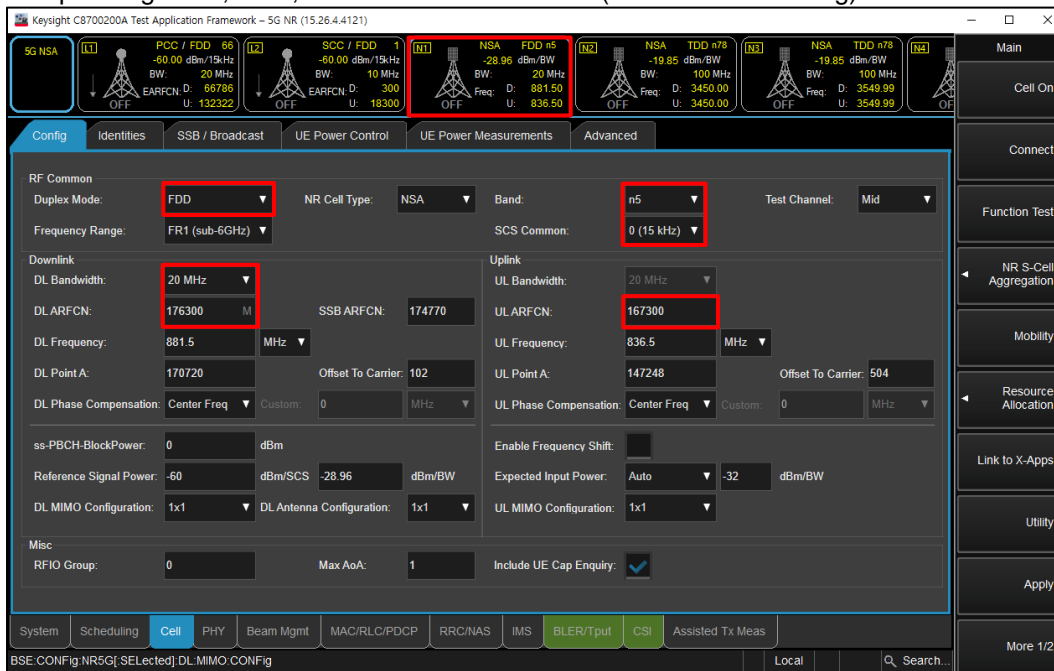 Keysight C8700200A Test Application Framework – 5G NR (15.26.4.4121)
5G NSA
L1 PCC / FDD 66
-60.00 dBm/15kHz
BW: 20 MHz
EARFCN: D: 66786
U: 132322
OFF
L2 SCC / FDD 1
-60.00 dBm/15kHz
BW: 10 MHz
EARFCN: D: 300
U: 18300
OFF
N1 NSA FDD n5
-28.96 dBm/BW
BW: 20 MHz
Freq: D: 881.50
U: 836.50
OFF
N2 NSA TDD n78
-19.85 dBm/BW
BW: 100 MHz
Freq: D: 3450.00
U: 3450.00
OFF
N3 NSA TDD n78
-19.85 dBm/BW
BW: 100 MHz
Freq: D: 3549.99
U: 3549.99
OFF
N4
Config Identities SSB / Broadcast UE Power Control UE Power Measurements Advanced
RF Common
Duplex Mode: FDD NR Cell Type: NSA Band: n5 Test Channel: Mid
Frequency Range: FR1 (sub-6GHz) SCS Common: 0 (15 kHz)
Downlink Uplink
DL Bandwidth: 20 MHz UL Bandwidth: 20 MHz
DL ARFCN: 176300 M SSB ARFCN: 174770 UL ARFCN: 167300
DL Frequency: 881.5 MHz UL Frequency: 836.5 MHz
DL Point A: 170720 Offset To Carrier: 102 UL Point A: 147248 Offset To Carrier: 504
DL Phase Compensation: Center Freq Custom: 0 MHz UL Phase Compensation: Center Freq Custom: 0 MHz
ss-PBCH-BlockPower: 0 dBm Enable Frequency Shift:
Reference Signal Power: -60 dBm/SCS -28.96 dBm/BW Expected Input Power: Auto -32 dBm/BW
DL MIMO Configuration: 1x1 DL Antenna Configuration: 1x1 UL MIMO Configuration: 1x1
Misc
RFIO Group: 0 Max AoA: 1 Include UE Cap Enquiry:
System Scheduling Cell PHY Beam Mgmt MAC/RLC/PDCP RRC/NAS IMS BLER/Tput CSI Assisted Tx Meas
BSE:CONFig:NR5G[:SELected]:DL:MIMO:CONFig Local Search...
Main
Cell On
Connect
Function Test
NR S-Cell
Aggregation
Mobility
Resource
Allocation
Link to X-Apps
Utility
Apply
More 1/2